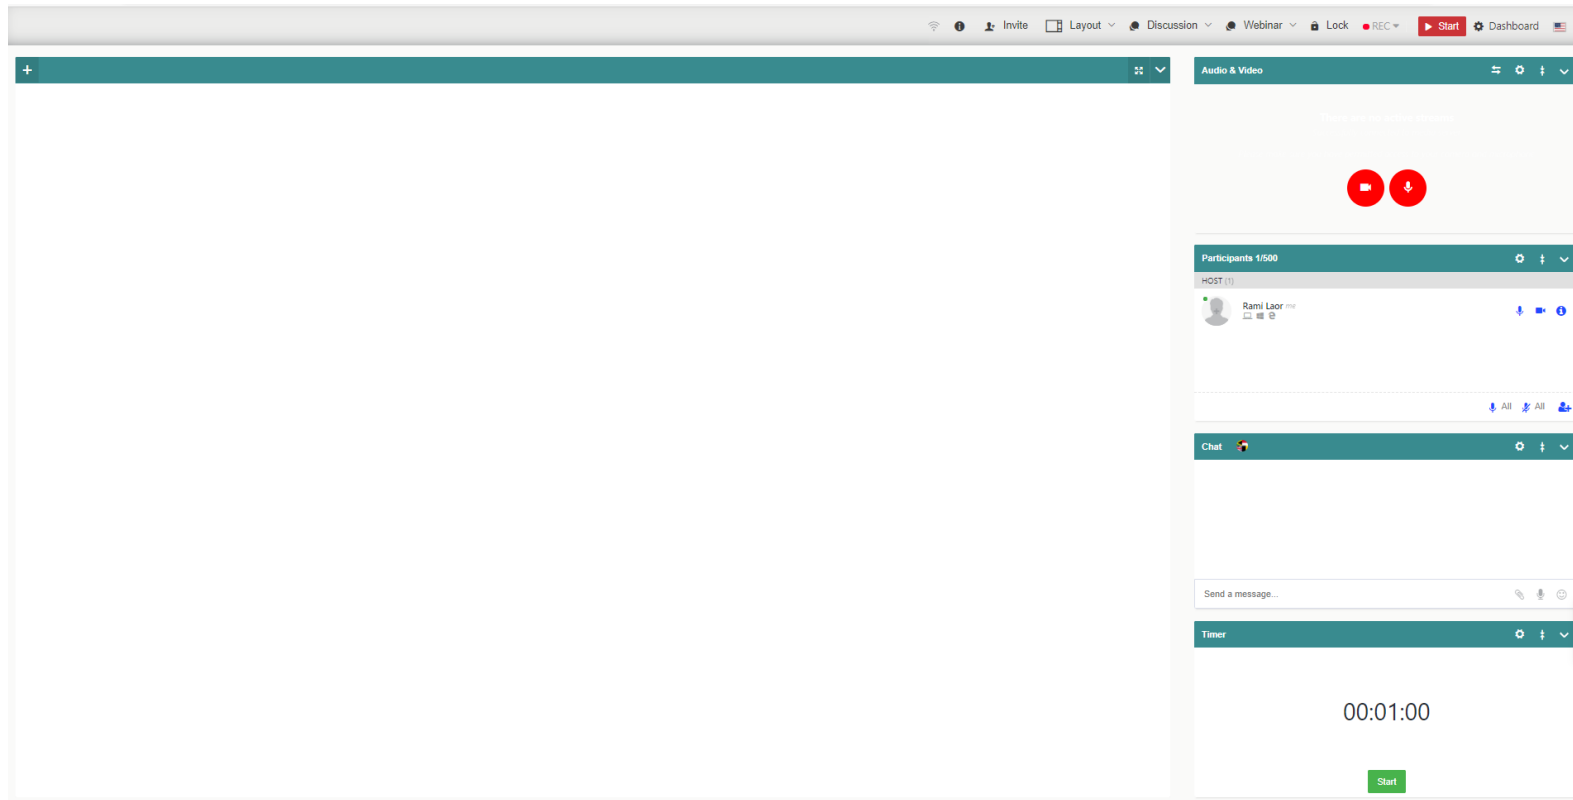 Invite Layout Discussion Webinar Lock REC Start Dashboard
Audio & Video
Participants 1/500
HOST (1)
Rami Laor me
All All
Chat
Send a message...
Timer
00:01:00
Start